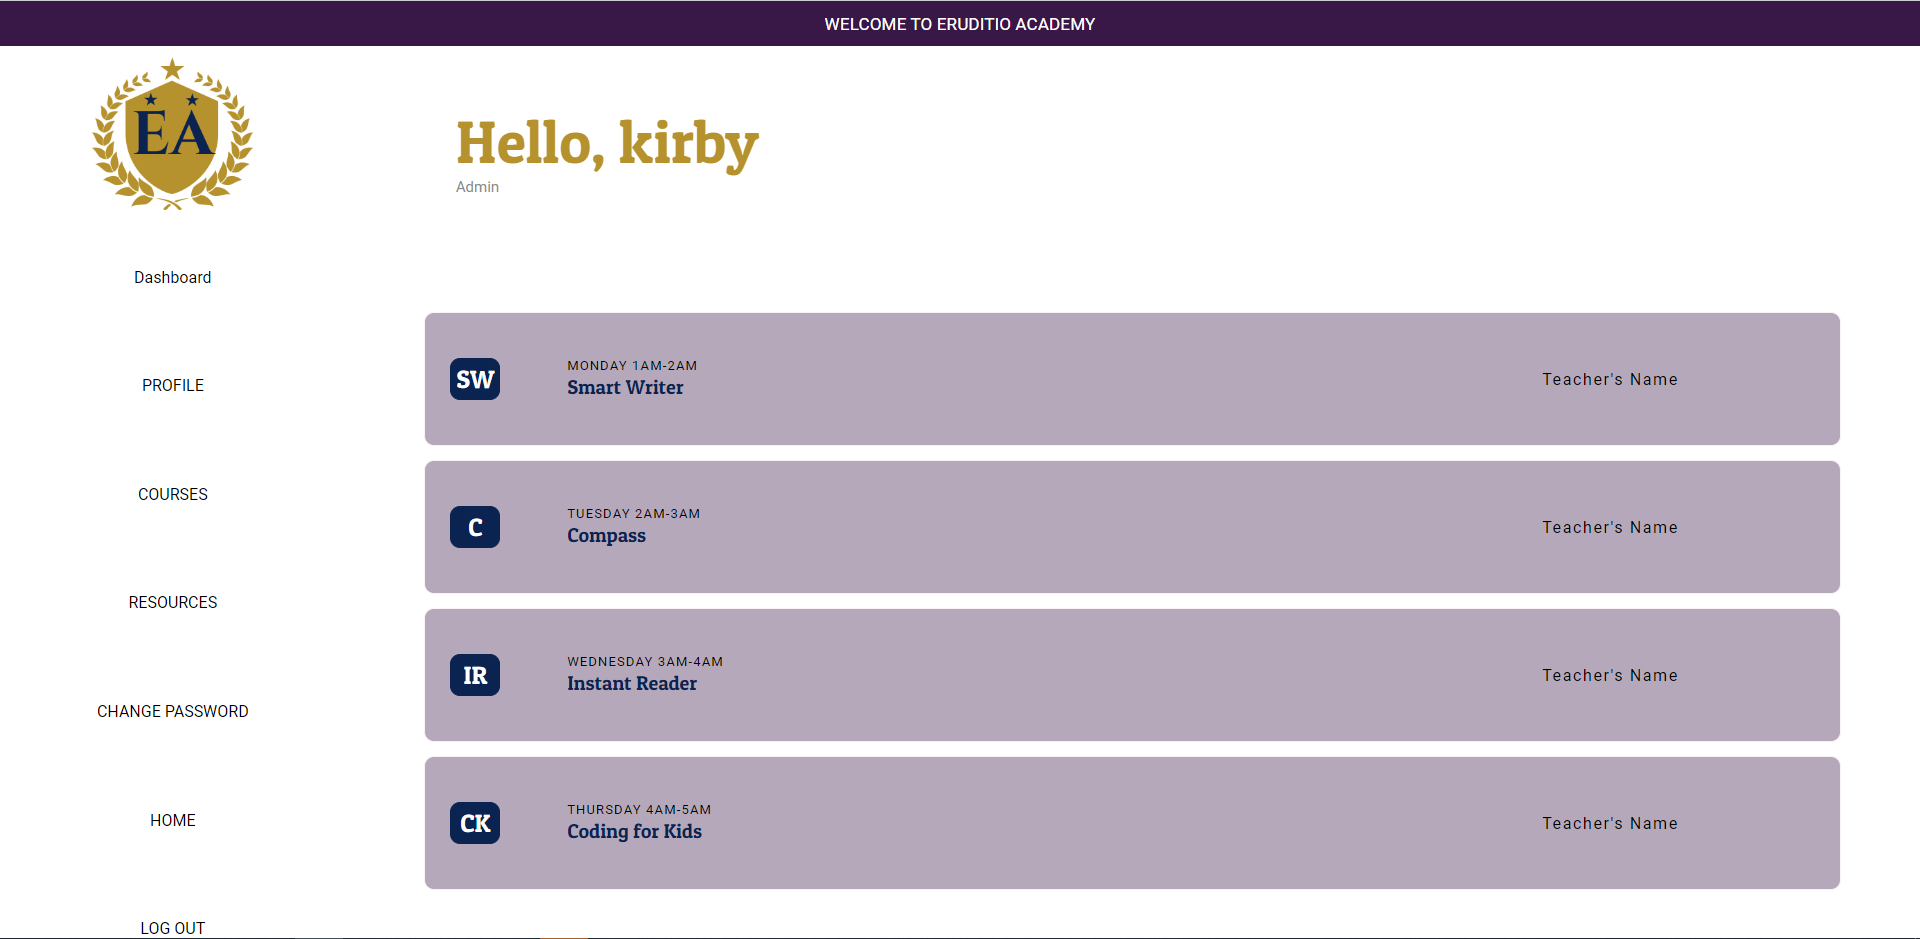 WELCOME TO ERUDITIO ACADEMY
EA
Hello, kirby
Admin
Dashboard
PROFILE
COURSES
RESOURCES
CHANGE PASSWORD
HOME
LOG OUT
SW
MONDAY 1AM-2AM
Smart Writer
Teacher's Name
C
TUESDAY 2AM-3AM
Compass
Teacher's Name
IR
WEDNESDAY 3AM-4AM
Instant Reader
Teacher's Name
CK
THURSDAY 4AM-5AM
Coding for Kids
Teacher's Name